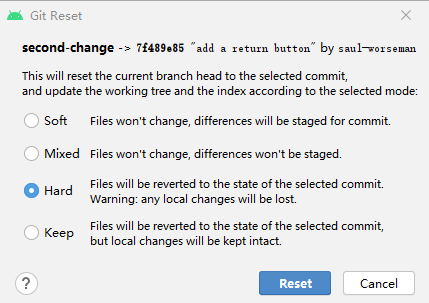 Git Reset
second-change -> 7f489e85 "add a return button" by saul-worseman
This will reset the current branch head to the selected commit,
and update the working tree and the index according to the selected mode:
Soft Files won't change, differences will be staged for commit.
Mixed Files won't change, differences won't be staged.
Hard Files will be reverted to the state of the selected commit.
Warning: any local changes will be lost.
Keep Files will be reverted to the state of the selected commit,
but local changes will be kept intact.
? Reset Cancel